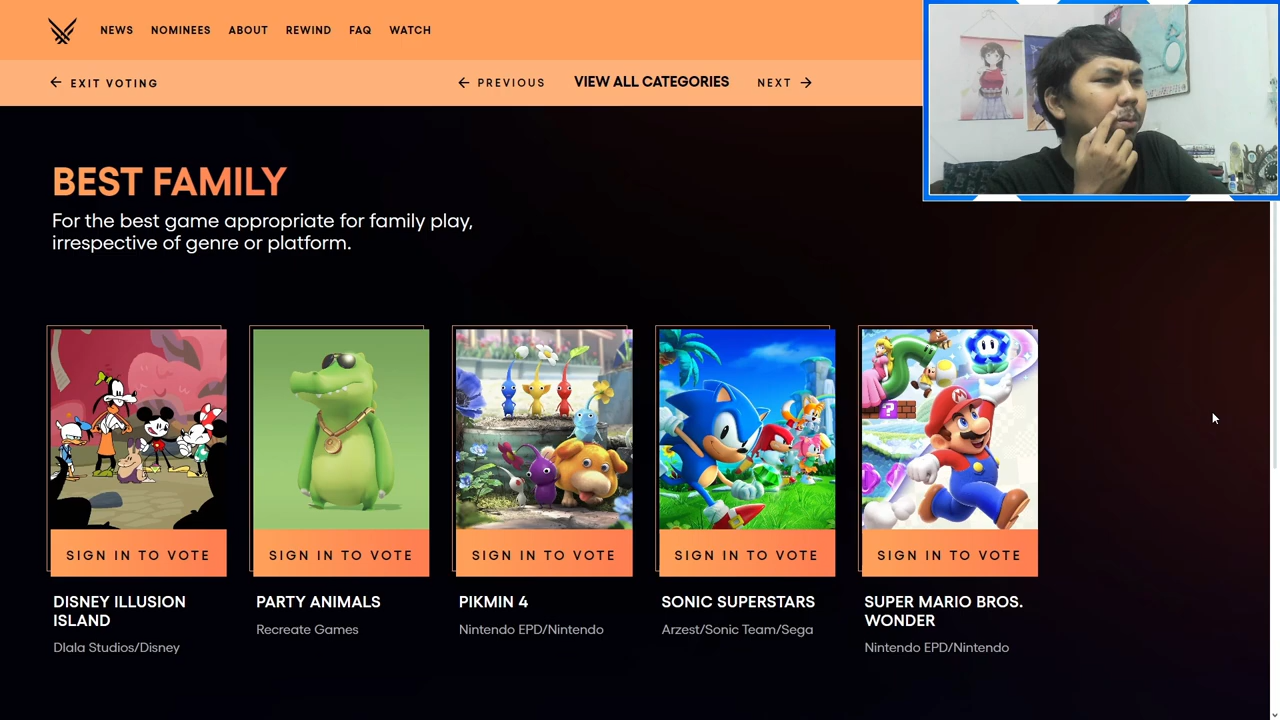 NEWS NOMINEES ABOUT REWIND FAQ WATCH
EXIT VOTING
PREVIOUS
VIEW ALL CATEGORIES
NEXT
BEST FAMILY
For the best game appropriate for family play,
irrespective of genre or platform.
SIGN IN TO VOTE
DISNEY ILLUSION
ISLAND
Dlala Studios/Disney
SIGN IN TO VOTE
PARTY ANIMALS
Recreate Games
SIGN IN TO VOTE
PIKMIN 4
Nintendo EPD/Nintendo
SIGN IN TO VOTE
SONIC SUPERSTARS
Arzest/Sonic Team/Sega
SIGN IN TO VOTE
SUPER MARIO BROS.
WONDER
Nintendo EPD/Nintendo